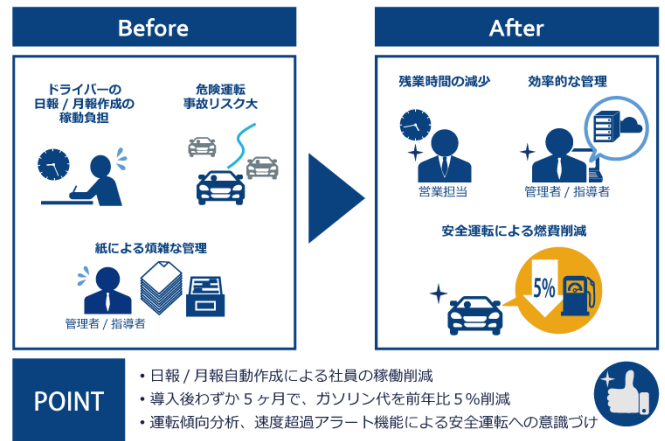 Before
ドライバーの
日報 / 月報作成の
稼動負担
危険運転
事故リスク大
紙による煩雑な管理
管理者 / 指導者
After
残業時間の減少
営業担当
効率的な管理
管理者 / 指導者
安全運転による燃費削減
5%
POINT
• 日報 / 月報自動作成による社員の稼働削減
• 導入後わずか 5 ヶ月で、ガソリン代を前年比 5 %削減
• 運転傾向分析、速度超過アラート機能による安全運転への意識づけ